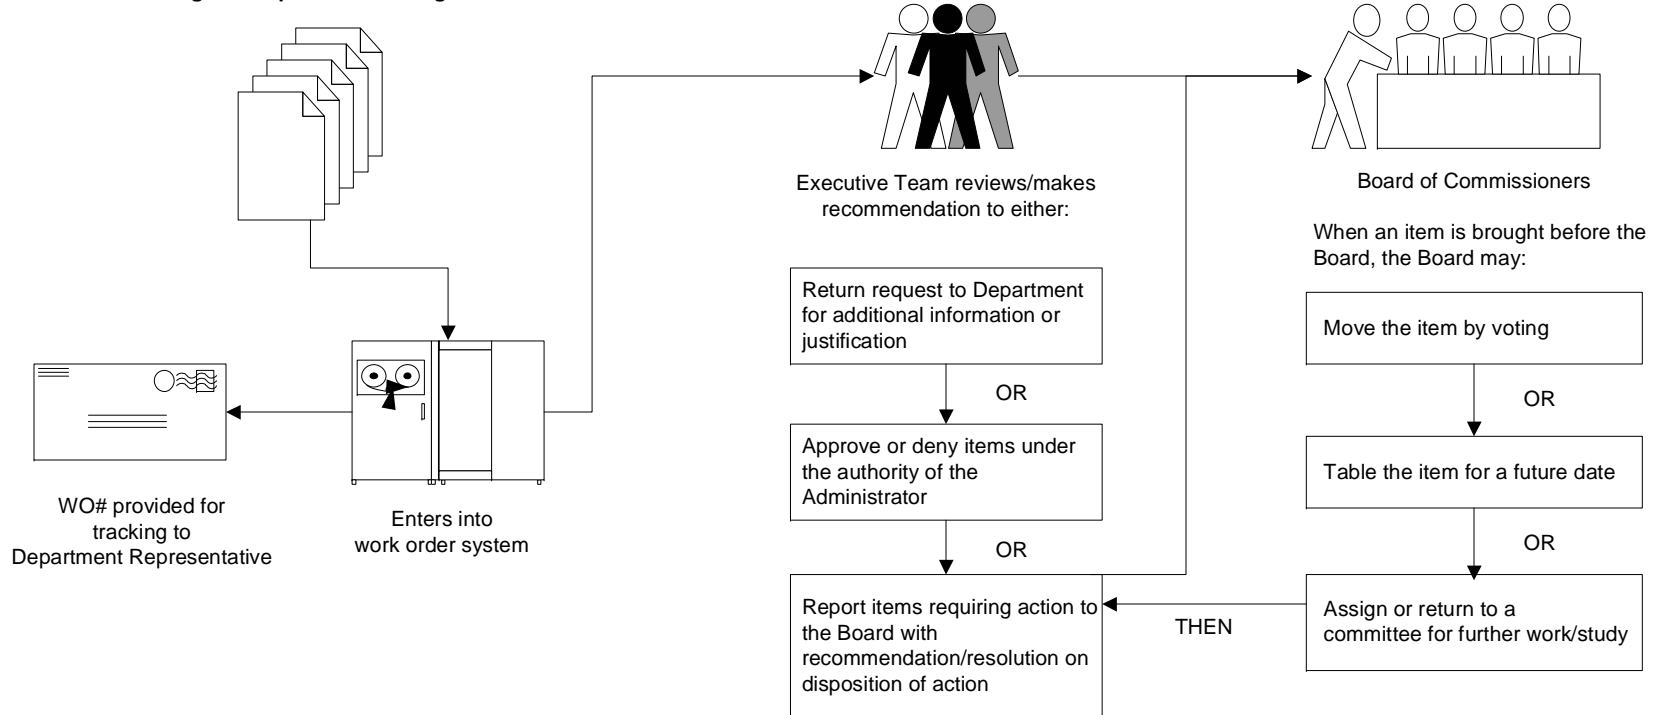 Executive Team reviews/makes
recommendation to either:
Board of Commissioners
When an item is brought before the
Board, the Board may:
Return request to Department
for additional information or
justification
OR
Approve or deny items under
the authority of the
Administrator
OR
Report items requiring action to
the Board with
recommendation/resolution on
disposition of action
Move the item by voting
OR
Table the item for a future date
OR
Assign or return to a
committee for further work/study
THEN
WO# provided for
tracking to
Department Representative
Enters into
work order system